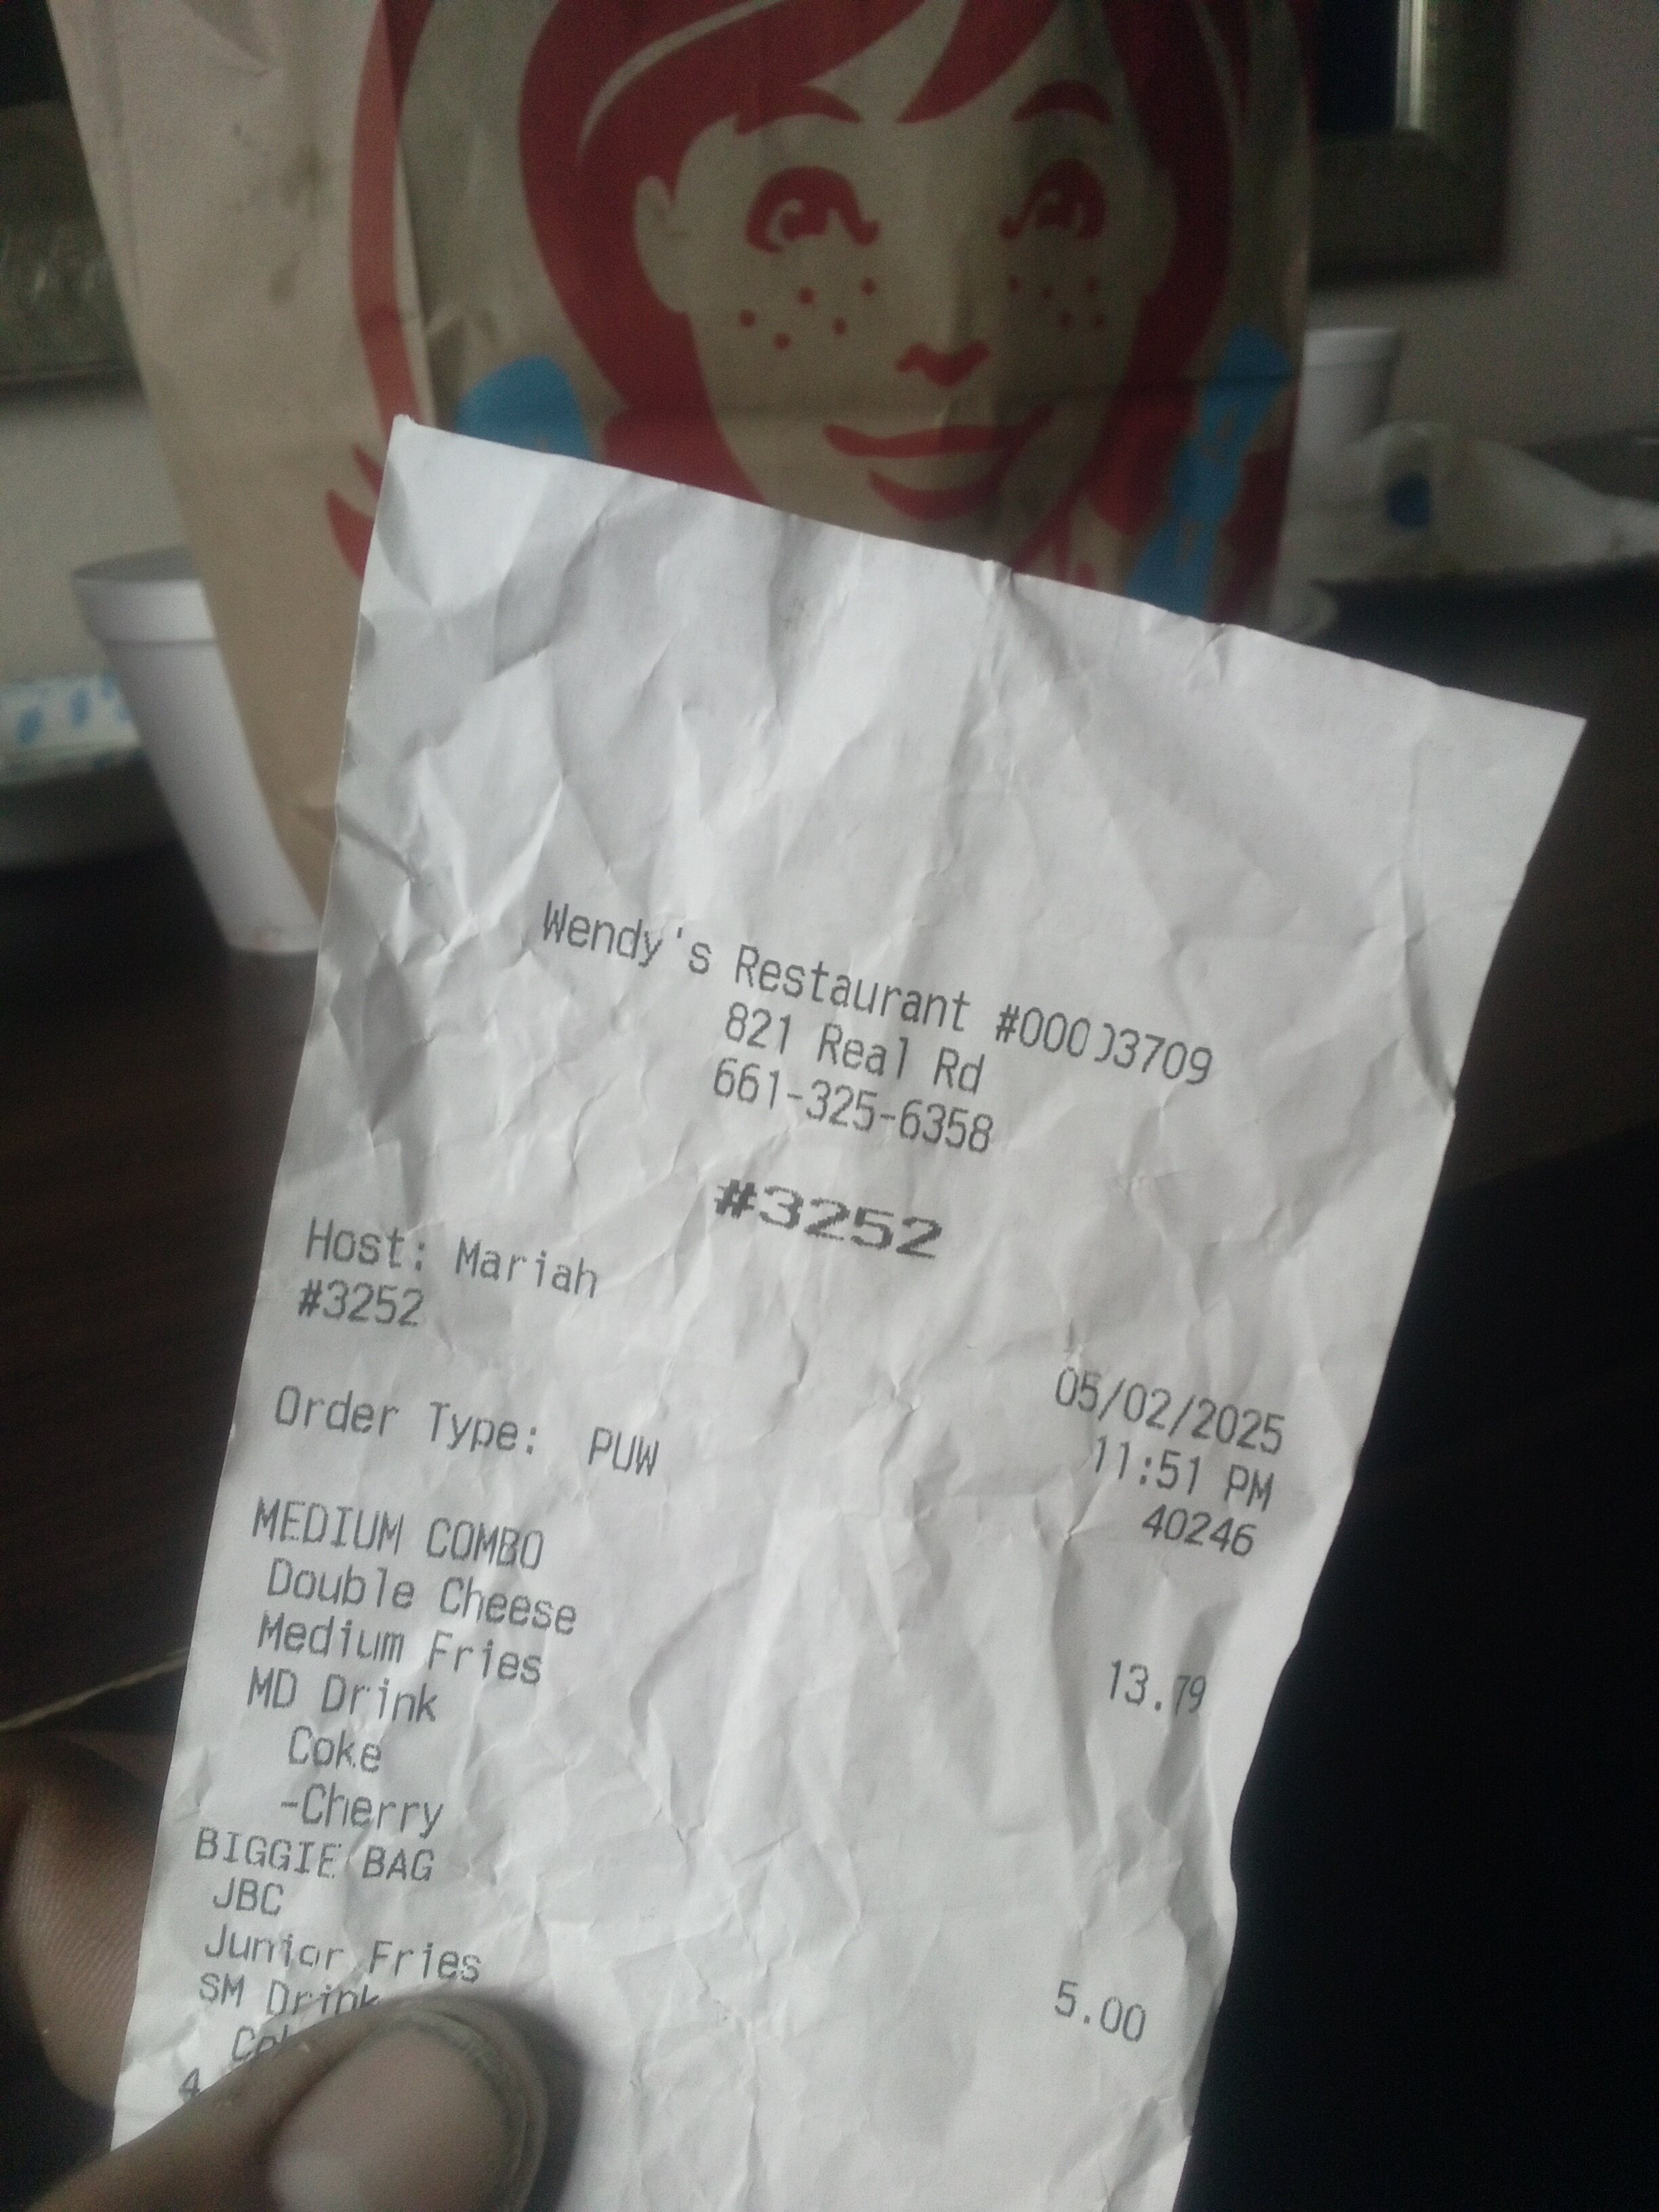 Wendy's Restaurant #00003709
821 Real Rd
661-325-6358
#3252
Host: Mariah
#3252
05/02/2025
11:51 PM
Order Type: PUW
40246
MEDIUM COMBO
Double Cheese
Medium Fries
13.79
MD Drink
Coke
-Cherry
BIGGIE BAG
JBC
Junior Fries
5.00
SM Drink
4